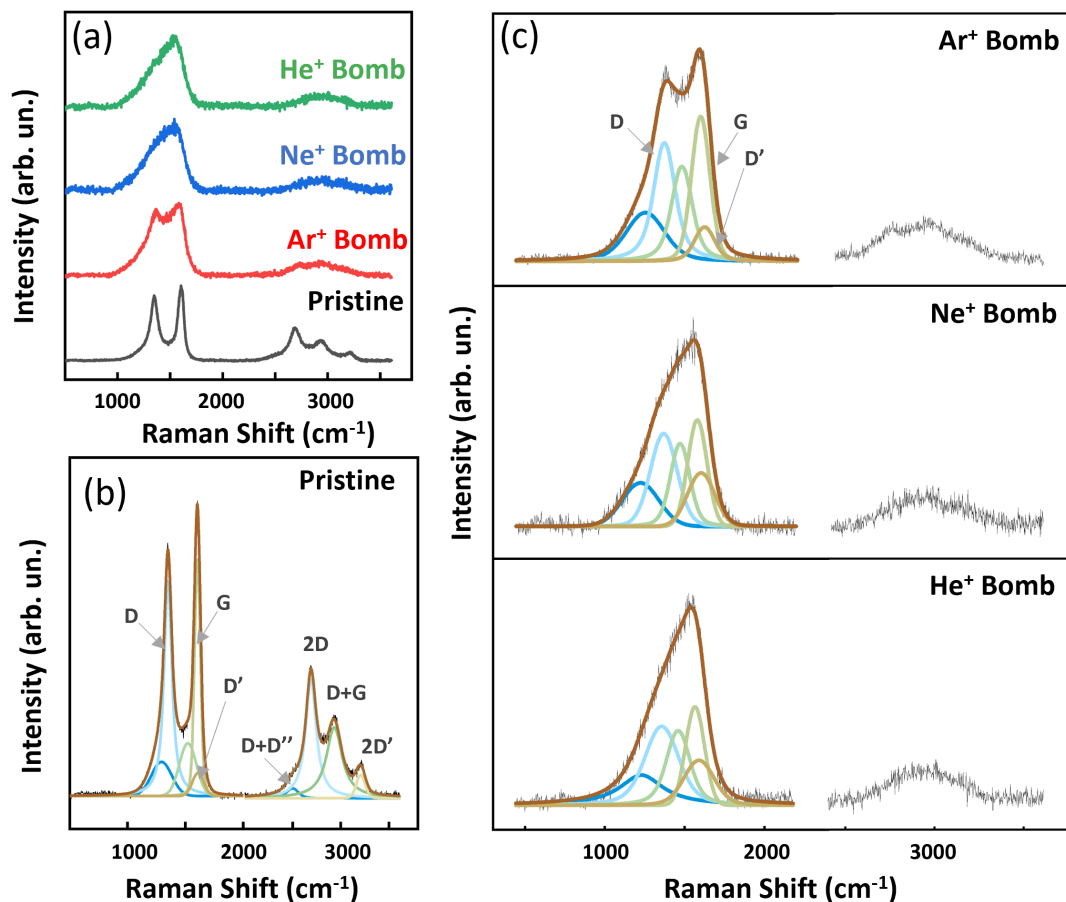 (a)
He⁺ Bomb
Ne⁺ Bomb
Ar⁺ Bomb
Pristine
Intensity (arb. un.)
1000 2000 3000
Raman Shift (cm⁻¹)
(b)
Pristine
D
G
D’
2D
D+G
D+D’’
2D’
Intensity (arb. un.)
1000 2000 3000
Raman Shift (cm⁻¹)
(c)
Ar⁺ Bomb
D
G
D’
Ne⁺ Bomb
He⁺ Bomb
Intensity (arb. un.)
1000 2000 3000
Raman Shift (cm⁻¹)